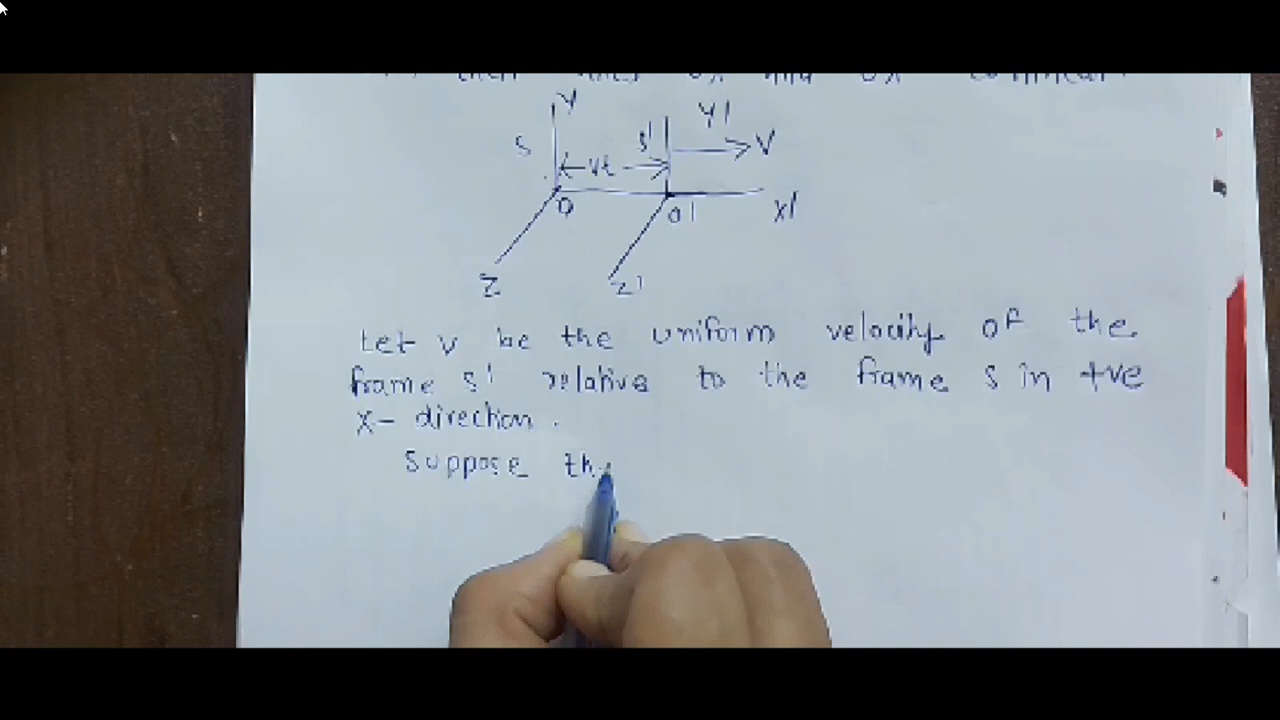 Y
Y'
S
S'
V
vt
O
O'
X'
Z
Z'
Let v be the uniform velocity of the
frame S' relative to the frame S in +ve
X- direction.
Suppose th